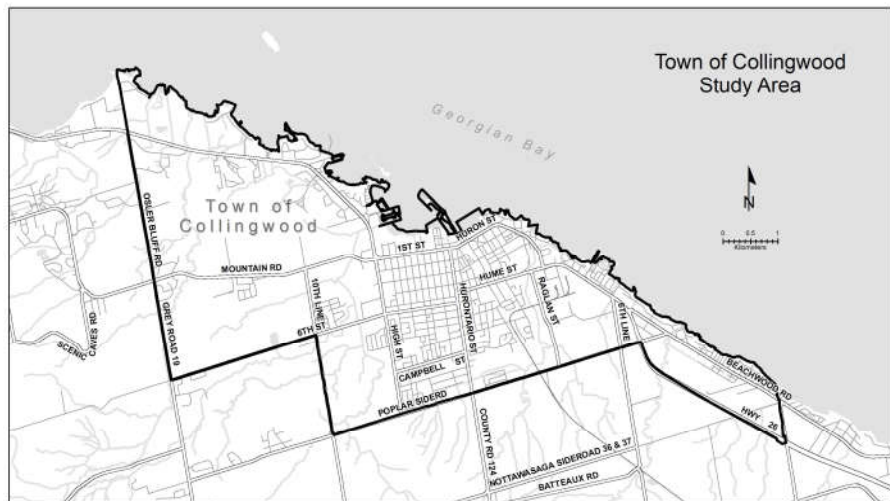 Town of Collingwood
Study Area
Georgian Bay
N
0 0.5 1
Kilometers
Town of
Collingwood
OSLER BLUFF RD
HURON ST
1ST ST
MOUNTAIN RD
HUME ST
10TH LINE
HURONTARIO ST
RAGLAN ST
6TH LINE
6TH ST
GREY ROAD 19
SCENIC
CAVES RD
HIGH ST
CAMPBELL ST
BEACHWOOD RD
POPLAR SIDERD
HWY 26
COUNTY RD 124
NOTTAWASAGA SIDEROAD 36 & 37
BATTEAUX RD